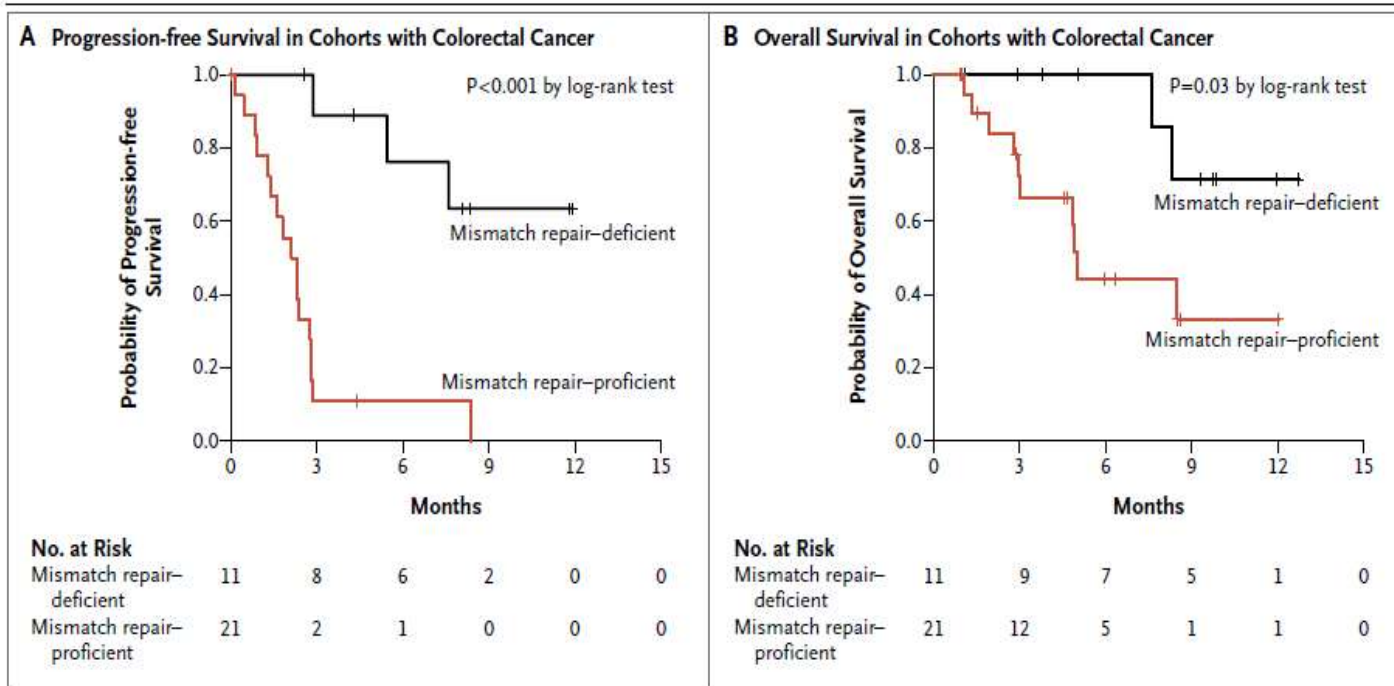 A Progression-free Survival in Cohorts with Colorectal Cancer
Probability of Progression-free
Survival
1.0
0.8
0.6
0.4
0.2
0.0
P<0.001 by log-rank test
Mismatch repair–deficient
Mismatch repair–proficient
0 3 6 9 12 15
Months
No. at Risk
Mismatch repair– 11 8 6 2 0 0
deficient
Mismatch repair– 21 2 1 0 0 0
proficient
B Overall Survival in Cohorts with Colorectal Cancer
Probability of Overall Survival
1.0
0.8
0.6
0.4
0.2
0.0
P=0.03 by log-rank test
Mismatch repair–deficient
Mismatch repair–proficient
0 3 6 9 12 15
Months
No. at Risk
Mismatch repair– 11 9 7 5 1 0
deficient
Mismatch repair– 21 12 5 1 1 0
proficient